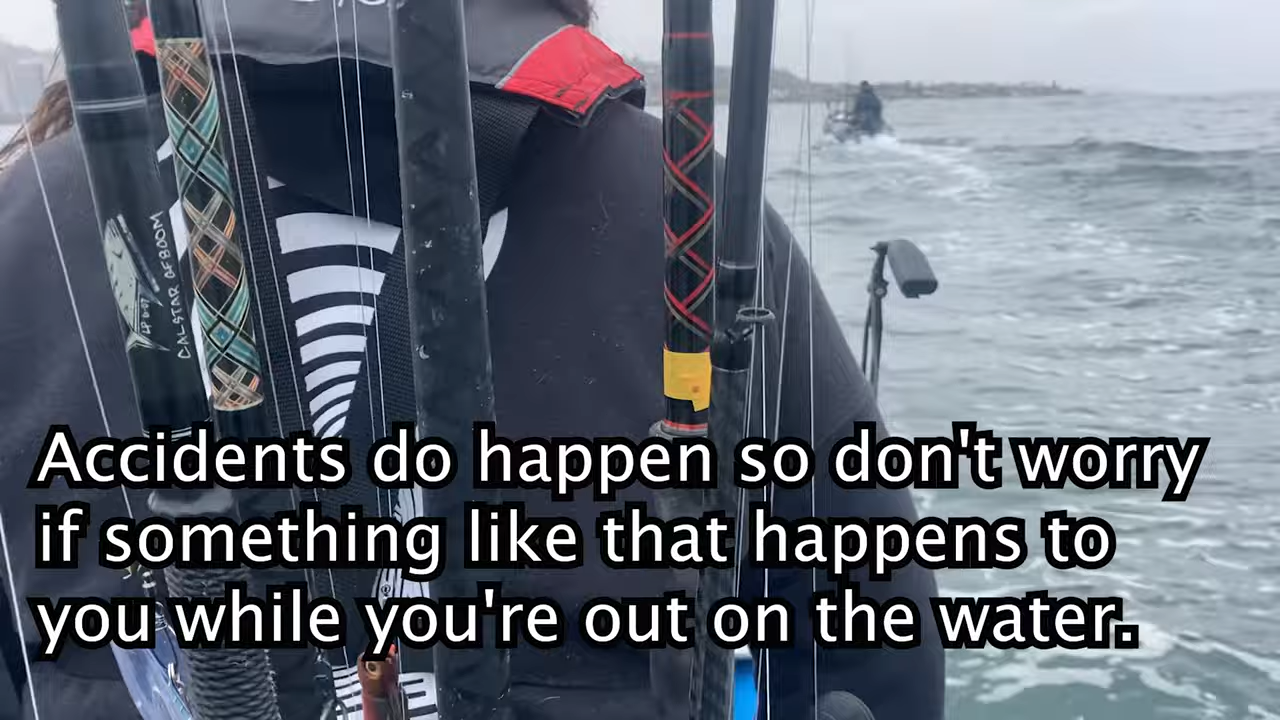 CALSTAR GFBOOM
Accidents do happen so don't worry
if something like that happens to
you while you're out on the water.